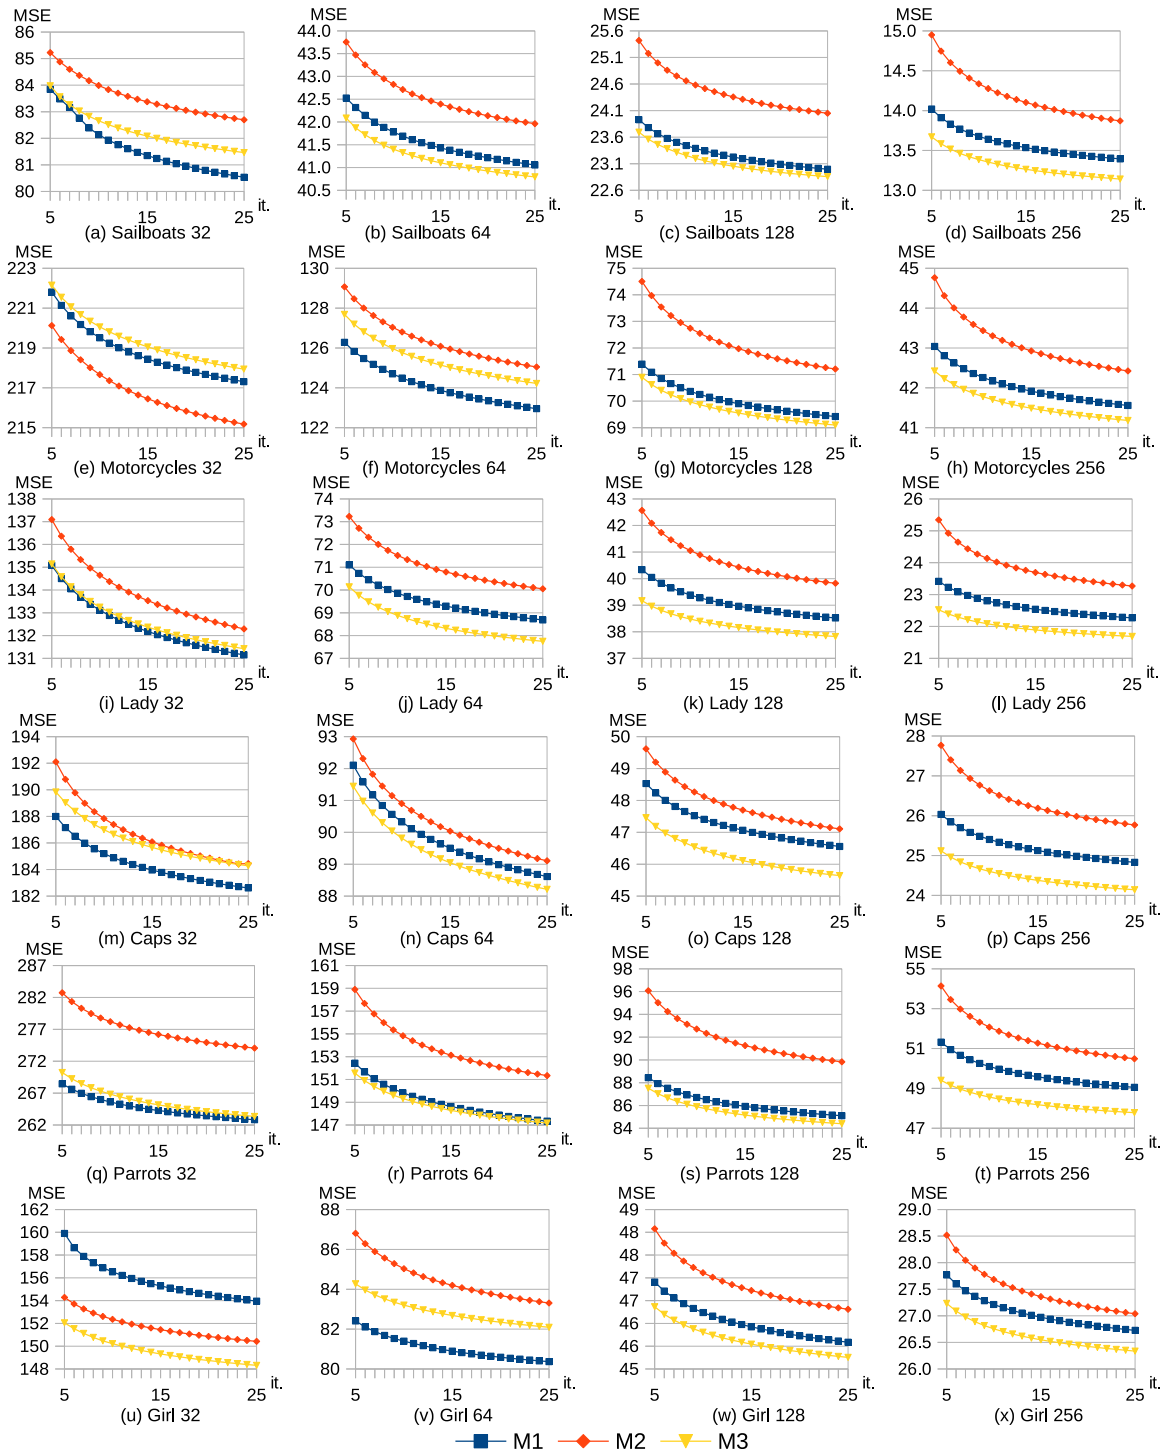 MSE MSE MSE MSE
86 44.0 25.6 15.0
85 43.5
84 43.0 24.6 14.5
83 42.5 24.1
82 42.0 23.6 14.0
81 41.5 23.1 13.5
80 41.0 22.6 13.0
40.5
it. it. it. it.
5 15 25 5 15 25 5 15 25 5 15 25
(a) Sailboats 32 (b) Sailboats 64 (c) Sailboats 128 (d) Sailboats 256
MSE MSE MSE MSE
223 130 75 45
221 128 73 43
219 126 72 42
217 124 70 41
215 122 69
it. it. it. it.
5 15 25 5 15 25 5 15 25 5 15 25
(e) Motorcycles 32 (f) Motorcycles 64 (g) Motorcycles 128 (h) Motorcycles 256
MSE MSE MSE MSE
138 74 43 26
137 73 42 25
135 71 40 24
134 70 39 23
133 69 38 22
132 68 37 21
131 67
it. it. it. it.
5 15 25 5 15 25 5 15 25 5 15 25
(i) Lady 32 (j) Lady 64 (k) Lady 128 (l) Lady 256
MSE MSE MSE MSE
194 93 50 28
192 92 49 27
190 91 48 26
188 90 47 25
186 89 46 24
184 88 45
182
it. it. it. it.
5 15 25 5 15 25 5 15 25 5 15 25
(m) Caps 32 (n) Caps 64 (o) Caps 128 (p) Caps 256
MSE MSE MSE MSE
287 161 98 55
282 159 96 53
277 157 94 51
272 153 92 49
267 151 90 47
262 149 88
147 86
84
it. it. it. it.
5 15 25 5 15 25 5 15 25 5 15 25
(q) Parrots 32 (r) Parrots 64 (s) Parrots 128 (t) Parrots 256
MSE MSE MSE MSE
162 88 49 29.0
160 86 48 28.5
158 84 48 28.0
156 82 47 27.5
154 80 47 27.0
152 46 26.5
150 46 26.0
148 45
it. it. it. it.
5 15 25 5 15 25 5 15 25 5 15 25
(u) Girl 32 (v) Girl 64 (w) Girl 128 (x) Girl 256
M1 M2 M3